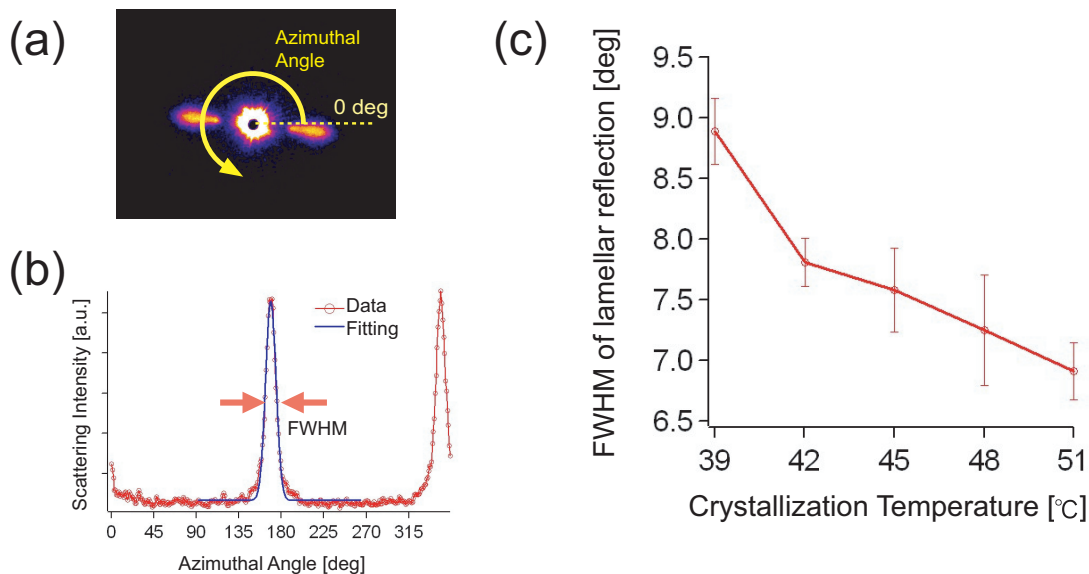 (a)
Azimuthal
Angle
0 deg
(b)
Scattering Intensity [a.u.]
Data
Fitting
FWHM
0 45 90 135 180 225 270 315
Azimuthal Angle [deg]
(c)
FWHM of lamellar reflection [deg]
9.5
9.0
8.5
8.0
7.5
7.0
6.5
39 42 45 48 51
Crystallization Temperature [℃]